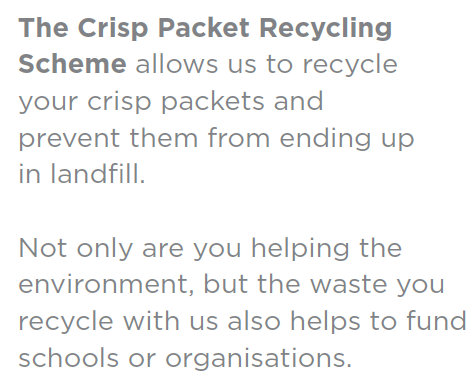 The Crisp Packet Recycling
Scheme allows us to recycle
your crisp packets and
prevent them from ending up
in landfill.
Not only are you helping the
environment, but the waste you
recycle with us also helps to fund
schools or organisations.